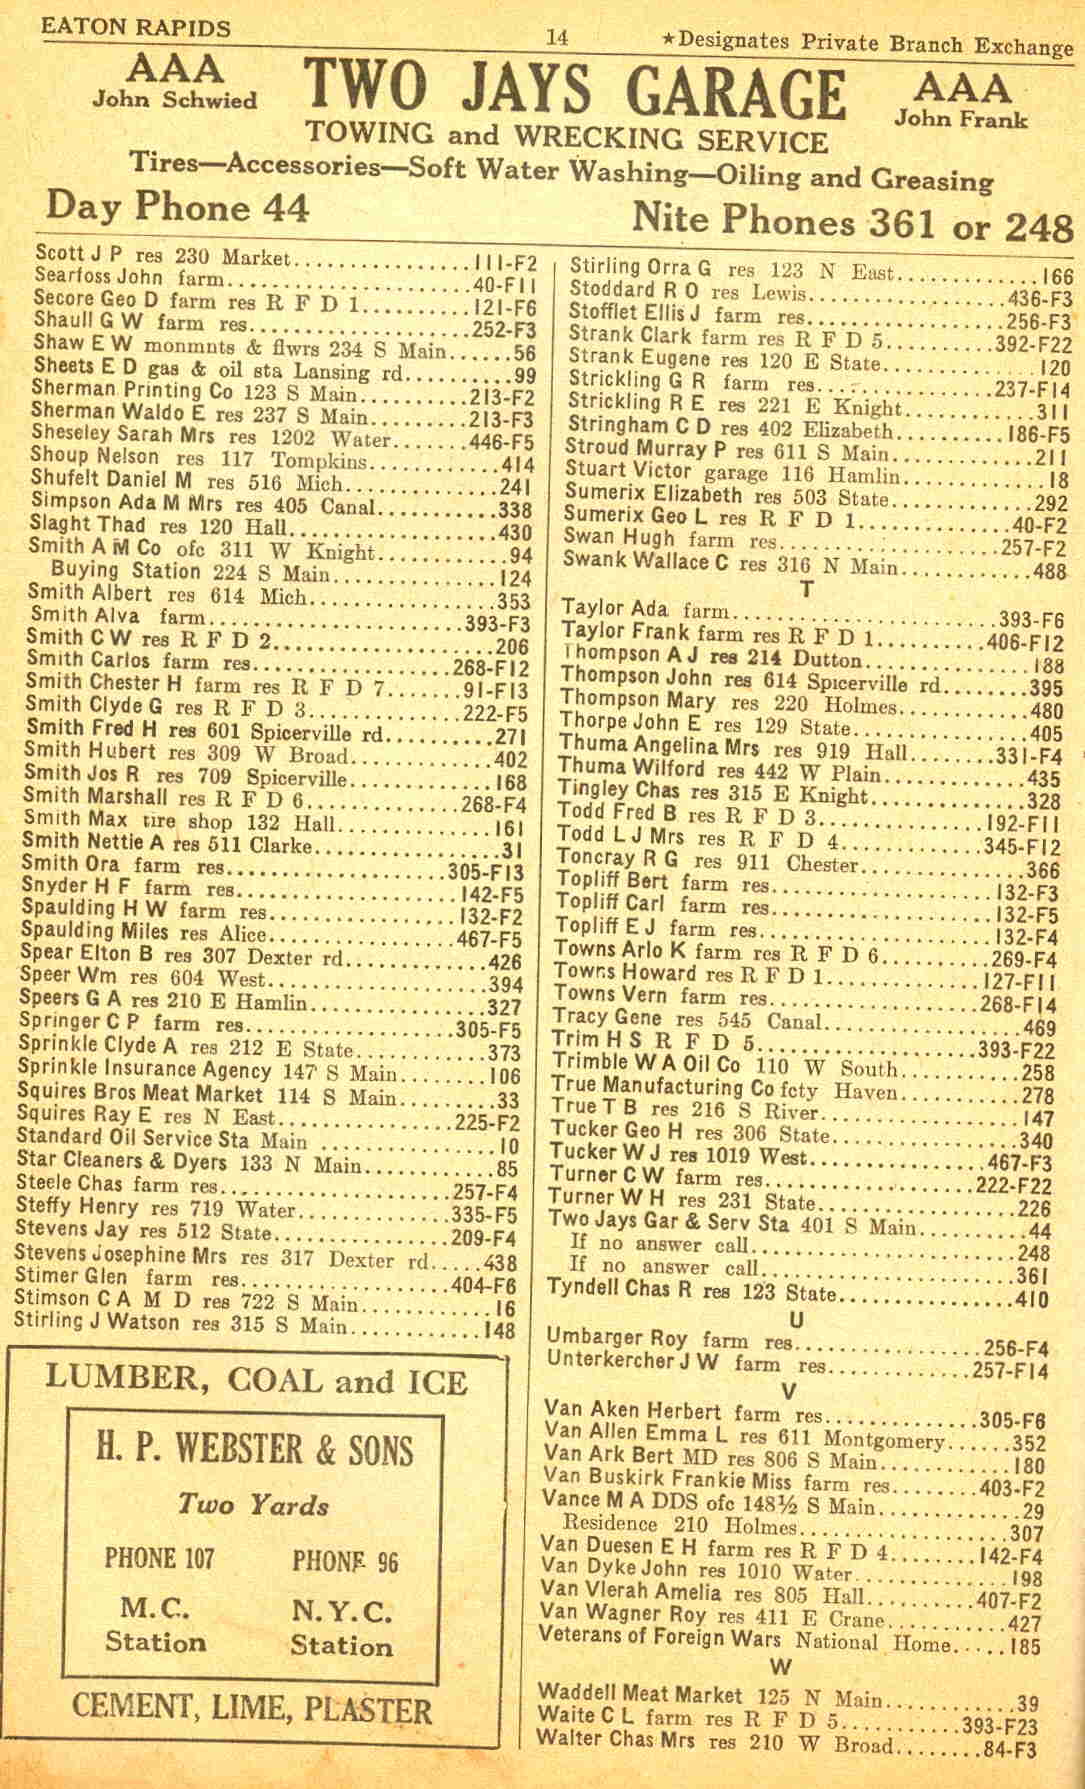 EATON RAPIDS 14 ★Designates Private Branch Exchange
AAA
John Schwied
TWO JAYS GARAGE
AAA
John Frank
TOWING and WRECKING SERVICE
Tires—Accessories—Soft Water Washing—Oiling and Greasing
Day Phone 44 Nite Phones 361 or 248
Scott J P res 230 Market................111-F2
Searfoss John farm......................40-F11
Secore Geo D farm res R F D 1..........121-F6
Shaull G W farm res....................252-F3
Shaw E W monmnts & flwrs 234 S Main......56
Sheets E D gas & oil sta Lansing rd..........99
Sherman Printing Co 123 S Main..........213-F2
Sherman Waldo E res 237 S Main.........213-F3
Sheseley Sarah Mrs res 1202 Water.......446-F5
Shoup Nelson res 117 Tompkins............414
Shufelt Daniel M res 516 Mich..............241
Simpson Ada M Mrs res 405 Canal...........338
Slaght Thad res 120 Hall....................430
Smith A M Co ofc 311 W Knight............94
Buying Station 224 S Main...............124
Smith Albert res 614 Mich.................353
Smith Alva farm.......................393-F3
Smith C W res R F D 2.....................206
Smith Carlos farm res..................268-F12
Smith Chester H farm res R F D 7.......91-F13
Smith Clyde G res R F D 3..............222-F5
Smith Fred H res 601 Spicerville rd..........271
Smith Hubert res 309 W Broad.............402
Smith Jos R res 709 Spicerville.............168
Smith Marshall res R F D 6..............268-F4
Smith Max tire shop 132 Hall...............161
Smith Nettie A res 511 Clarke.................31
Smith Ora farm res....................305-F13
Snyder H F farm res....................142-F5
Spaulding H W farm res.................132-F2
Spaulding Miles res Alice.................467-F5
Spear Elton B res 307 Dexter rd.............426
Speer Wm res 604 West....................394
Speers G A res 210 E Hamlin................327
Springer C P farm res...................305-F5
Sprinkle Clyde A res 212 E State............373
Sprinkle Insurance Agency 147 S Main........106
Squires Bros Meat Market 114 S Main.........33
Squires Ray E res N East................225-F2
Standard Oil Service Sta Main ................10
Star Cleaners & Dyers 133 N Main............85
Steele Chas farm res.....................257-F4
Steffy Henry res 719 Water..............335-F5
Stevens Jay res 512 State................209-F4
Stevens Josephine Mrs res 317 Dexter rd.....438
Stimer Glen farm res...................404-F6
Stimson C A M D res 722 S Main............16
Stirling J Watson res 315 S Main............148
LUMBER, COAL and ICE
H. P. WEBSTER & SONS
Two Yards
PHONE 107 PHONE 96
M.C. N.Y.C.
Station Station
CEMENT, LIME, PLASTER
Stirling Orra G res 123 N East.............166
Stoddard R O res Lewis..................436-F3
Stofflet Ellis J farm res..................256-F3
Strank Clark farm res R F D 5..........392-F22
Strank Eugene res 120 E State..............120
Strickling G R farm res................237-F14
Strickling R E res 221 E Knight............311
Stringham C D res 402 Elizabeth..........186-F5
Stroud Murray P res 611 S Main.............211
Stuart Victor garage 116 Hamlin.............18
Sumerix Elizabeth res 503 State.............292
Sumerix Geo L res R F D 1..............40-F2
Swan Hugh farm res....................257-F2
Swank Wallace C res 316 N Main............488
T
Taylor Ada farm........................393-F6
Taylor Frank farm res R F D 1..........406-F12
Thompson A J res 214 Dutton...............188
Thompson John res 614 Spicerville rd........395
Thompson Mary res 220 Holmes............480
Thorpe John E res 129 State................405
Thuma Angelina Mrs res 919 Hall........331-F4
Thuma Wilford res 442 W Plain.............435
Tingley Chas res 315 E Knight..............328
Todd Fred B res R F D 3...............192-F11
Todd L J Mrs res R F D 4.............345-F12
Toncray R G res 911 Chester...............366
Topliff Bert farm res....................132-F3
Topliff Carl farm res....................132-F5
Topliff E J farm res.....................132-F4
Towns Arlo K farm res R F D 6..........269-F4
Towns Howard res R F D 1..............127-F11
Towns Vern farm res...................268-F14
Tracy Gene res 545 Canal..................469
Trim H S R F D 5....................393-F22
Trimble W A Oil Co 110 W South...........258
True Manufacturing Co fcty Haven...........278
True T B res 216 S River..................147
Tucker Geo H res 306 State.................340
Tucker W J res 1019 West................467-F3
Turner C W farm res...................222-F22
Turner W H res 231 State..................226
Two Jays Gar & Serv Sta 401 S Main..........44
If no answer call........................248
If no answer call........................361
Tyndell Chas R res 123 State................410
U
Umbarger Roy farm res.................256-F4
Unterkercher J W farm res.............257-F14
V
Van Aken Herbert farm res..............305-F6
Van Allen Emma L res 611 Montgomery......352
Van Ark Bert MD res 806 S Main............180
Van Buskirk Frankie Miss farm res........403-F2
Vance M A DDS ofc 148½ S Main.............29
Residence 210 Holmes...................307
Van Duesen E H farm res R F D 4........142-F4
Van Dyke John res 1010 Water..............198
Van Vlerah Amelia res 805 Hall..........407-F2
Van Wagner Roy res 411 E Crane...........427
Veterans of Foreign Wars National Home.....185
W
Waddell Meat Market 125 N Main............39
Waite C L farm res R F D 5...........393-F23
Walter Chas Mrs res 210 W Broad........84-F3